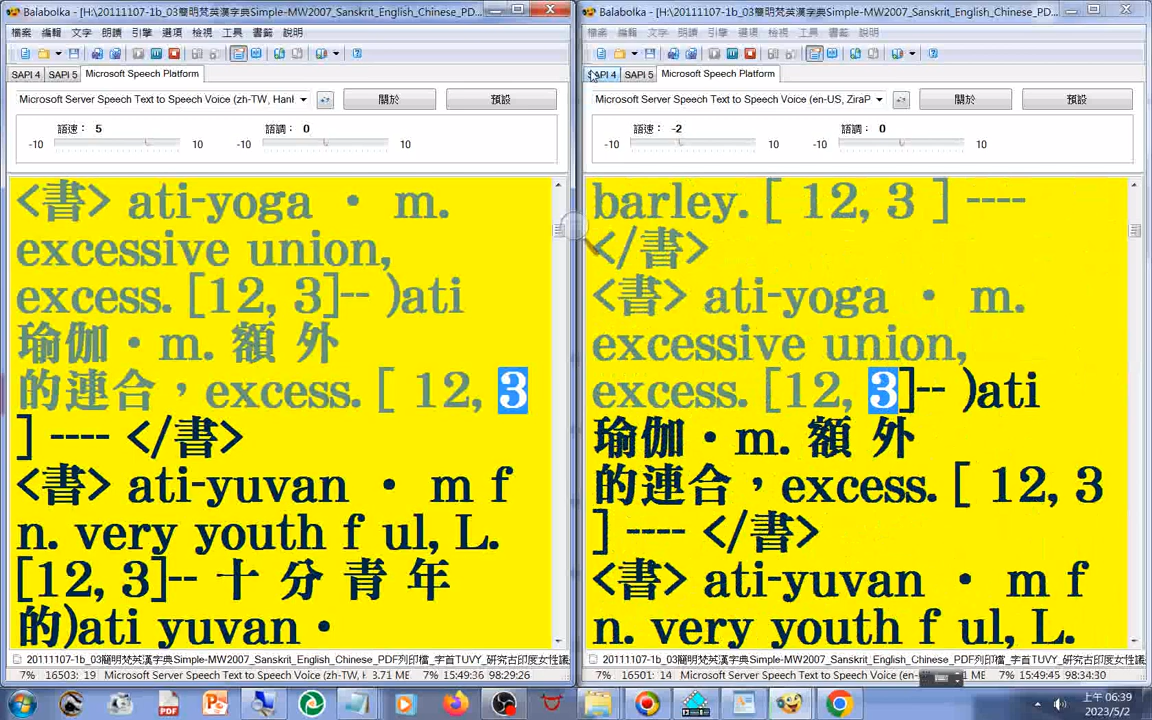 Balabolka - [H:\20111107-1b_03簡明梵英漢字典Simple-MW2007_Sanskrit_English_Chinese_PD...
檔案 編輯 文字 朗讀 引擎 選項 檢視 工具 書籤 說明
SAPI 4 SAPI 5 Microsoft Speech Platform
Microsoft Server Speech Text to Speech Voice (zh-TW, Hanl 關於 預設
語速： 5 語調： 0
-10 10 -10 10
<書> ati-yoga • m.
excessive union,
excess. [12, 3]-- )ati
瑜伽・m. 額 外
的連合，excess. [ 12, 3
] ---- </書>
<書> ati-yuvan • m f
n. very youth f ul, L.
[12, 3]-- 十 分 青 年
的)ati yuvan・
20111107-1b_03簡明梵英漢字典Simple-MW2007_Sanskrit_English_Chinese_PDF列印檔_字首TUVY_研究古印度女性議
7% 16503: 19 Microsoft Server Speech Text to Speech Voice (zh-TW, H 3.71 ME 7% 15:49:36 98:29:26
Balabolka - [H:\20111107-1b_03簡明梵英漢字典Simple-MW2007_Sanskrit_English_Chinese_PDF...
檔案 編輯 文字 朗讀 引擎 選項 檢視 工具 書籤 說明
SAPI 4 SAPI 5 Microsoft Speech Platform
Microsoft Server Speech Text to Speech Voice (en-US, ZiraP 關於 預設
語速： -2 語調： 0
-10 10 -10 10
barley. [ 12, 3 ] ----
</書>
<書> ati-yoga • m.
excessive union,
excess. [12, 3]-- )ati
瑜伽・m. 額 外
的連合，excess. [ 12, 3
] ---- </書>
<書> ati-yuvan • m f
n. very youth f ul, L.
20111107-1b_03簡明梵英漢字典Simple-MW2007_Sanskrit_English_Chinese_PDF列印檔_字首TUVY_研究古印度女性議
7% 16501: 14 Microsoft Server Speech Text to Speech Voice (en- ME 7% 15:49:45 98:34:30
上午 06:39
2023/5/2